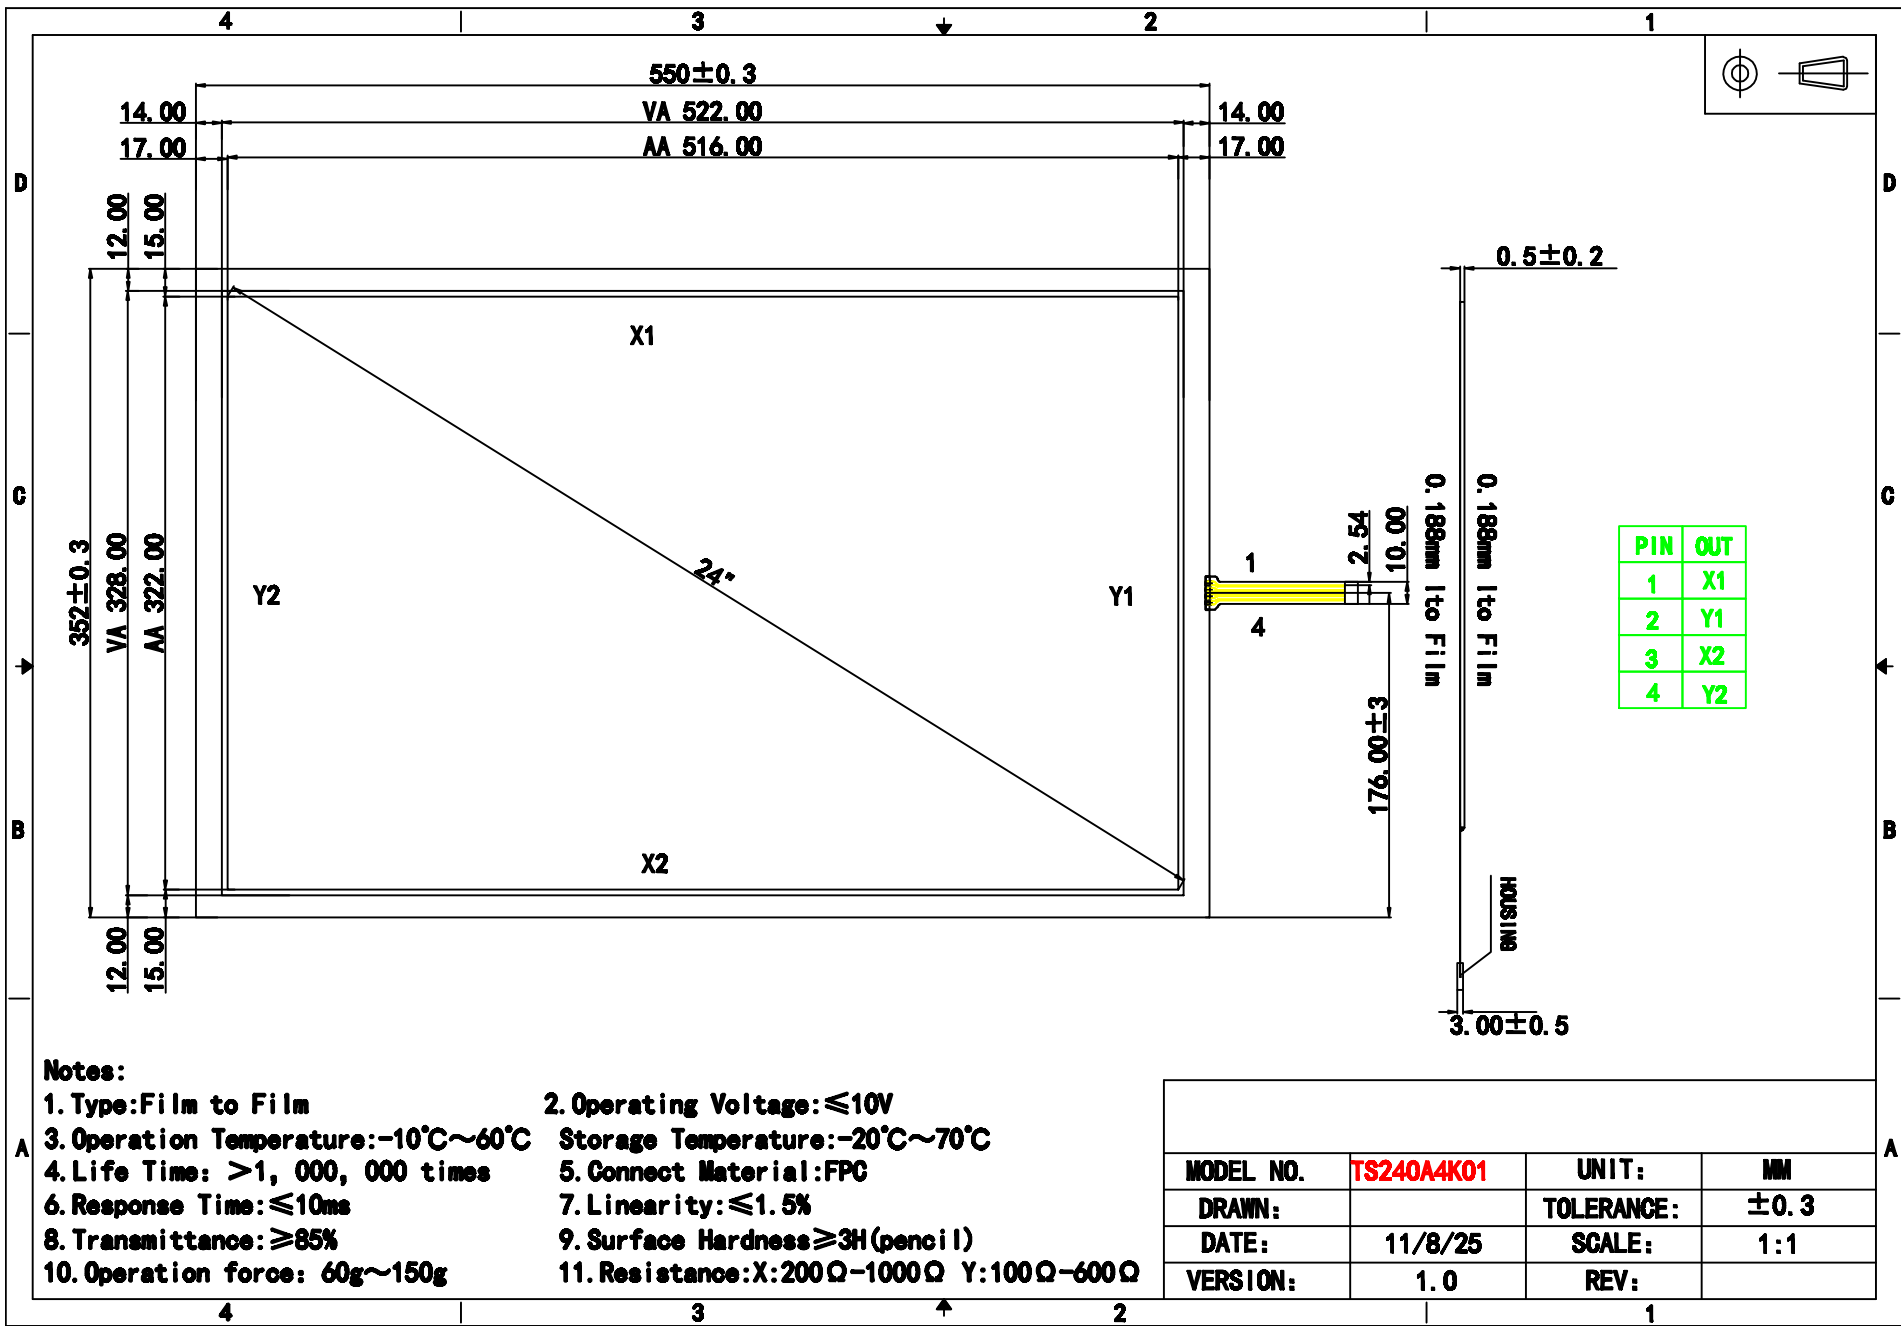 4 3 2 1
550±0.3
14.00 VA 522.00 14.00
17.00 AA 516.00 17.00
D D
12.00
15.00
0.5±0.2
X1
C C
352±0.3
VA 328.00
AA 322.00
Y2
24"
Y1
1
4
2.54
10.00
176.00±3
0.188mm Ito Film
0.188mm Ito Film
PIN OUT
1 X1
2 Y1
3 X2
4 Y2
B B
X2
12.00
15.00
HOUSING
3.00±0.5
Notes:
1.Type:Film to Film 2.Operating Voltage:≤10V
3.Operation Temperature:-10℃~60℃ Storage Temperature:-20℃~70℃
4.Life Time: >1, 000, 000 times 5.Connect Material:FPC
6.Response Time:≤10ms 7.Linearity:≤1.5%
8.Transmittance:≥85% 9.Surface Hardness≥3H(pencil)
10.Operation force: 60g~150g 11.Resistance:X:200Ω-1000Ω Y:100Ω-600Ω
A A
MODEL NO. TS240A4K01 UNIT: MM
DRAWN: TOLERANCE: ±0.3
DATE: 11/8/25 SCALE: 1:1
VERSION: 1.0 REV:
4 3 2 1